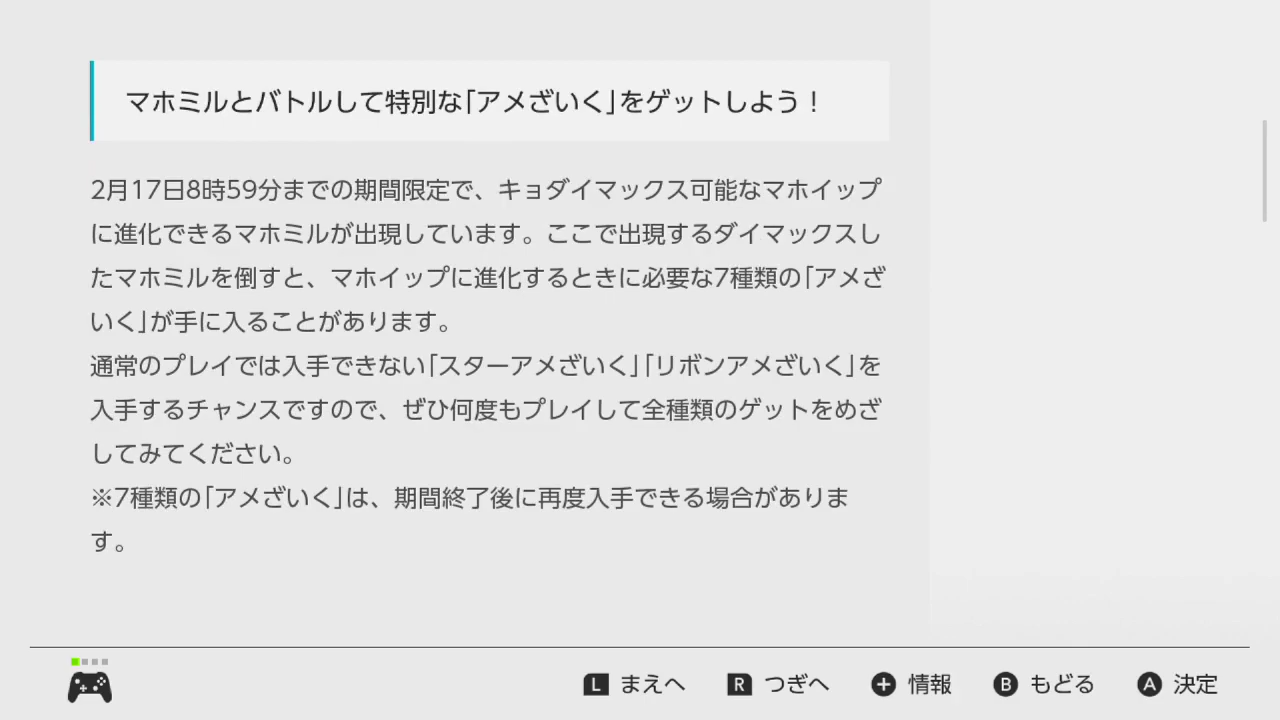 マホミルとバトルして特別な｢アメざいく｣をゲットしよう！
2月17日8時59分までの期間限定で、キョダイマックス可能なマホイップ
に進化できるマホミルが出現しています。ここで出現するダイマックスし
たマホミルを倒すと、マホイップに進化するときに必要な7種類の｢アメざ
いく｣が手に入ることがあります。
通常のプレイでは入手できない｢スターアメざいく｣｢リボンアメざいく｣を
入手するチャンスですので、ぜひ何度もプレイして全種類のゲットをめざ
してみてください。
※7種類の｢アメざいく｣は、期間終了後に再度入手できる場合がありま
す。
L まえへ R つぎへ + 情報 B もどる A 決定